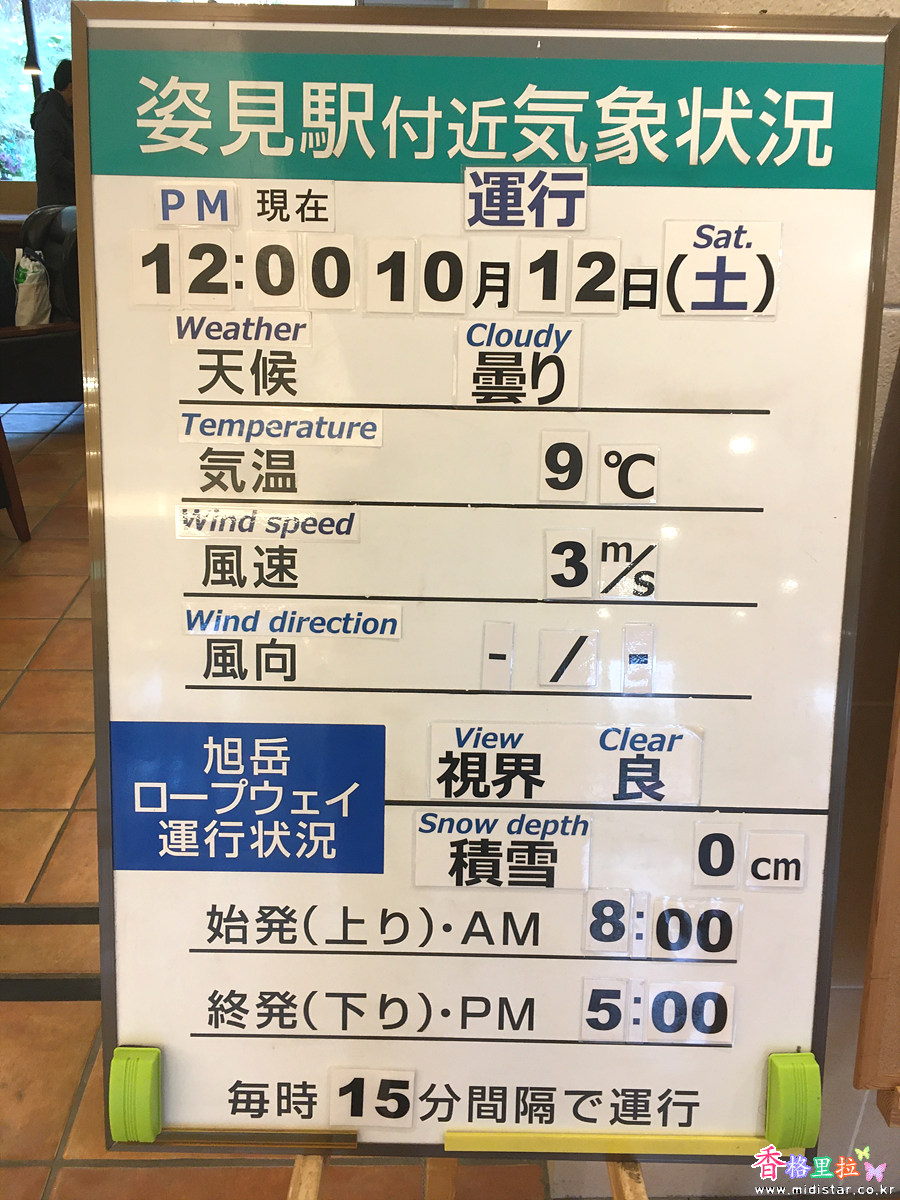 姿見駅付近気象状況
PM 現在 運行
12:00 10月12日(土) Sat.
Weather Cloudy
天候 曇り
Temperature
気温 9 ℃
Wind speed
風速 3 m/s
Wind direction
風向 - / -
旭岳
ロープウェイ
運行状況
View Clear
視界 良
Snow depth
積雪 0 cm
始発(上り)・AM 8:00
終発(下り)・PM 5:00
毎時 15 分間隔で運行
香格里拉
www.midistar.co.kr